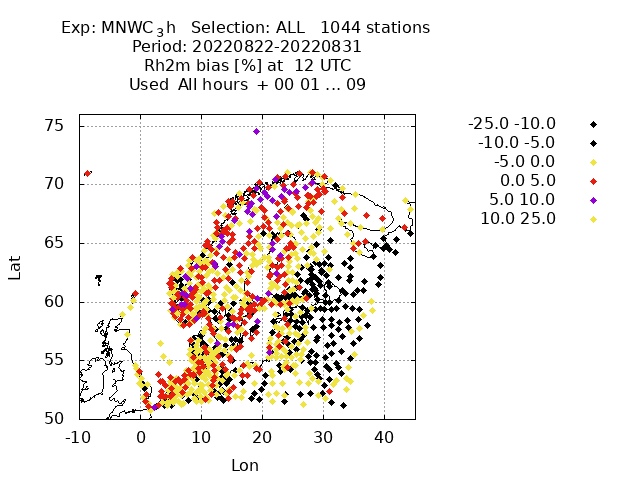 Exp: MNWC_3h Selection: ALL 1044 stations
Period: 20220822-20220831
Rh2m bias [%] at 12 UTC
Used All hours + 00 01 ... 09
-25.0 -10.0
-10.0 -5.0
-5.0 0.0
0.0 5.0
5.0 10.0
10.0 25.0
75
70
65
60
55
50
Lat
-10 0 10 20 30 40
Lon